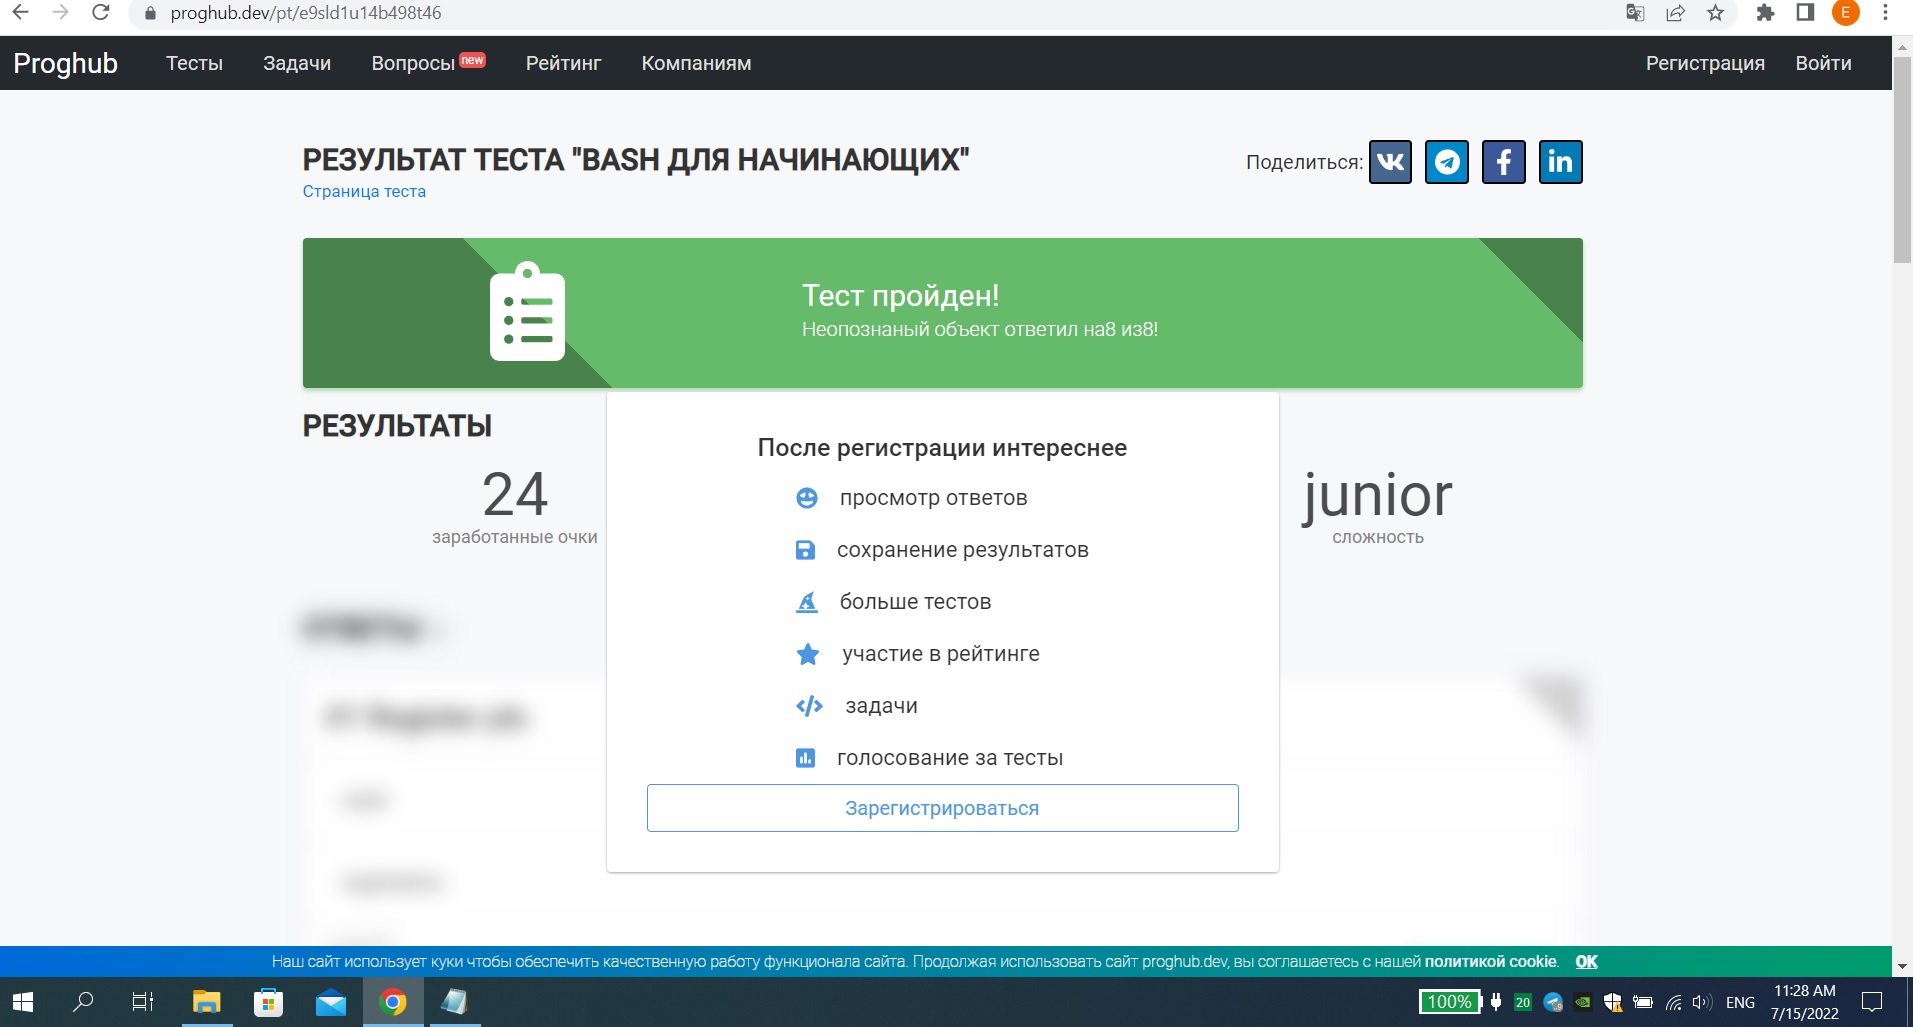 proghub.dev/pt/e9sld1u14b498t46
E
Proghub Тесты Задачи Вопросы new Рейтинг Компаниям Регистрация Войти
РЕЗУЛЬТАТ ТЕСТА "BASH ДЛЯ НАЧИНАЮЩИХ"
Поделиться:
Страница теста
Тест пройден!
Неопознаный объект ответил на8 из8!
РЕЗУЛЬТАТЫ
24
заработанные очки
junior
сложность
После регистрации интереснее
просмотр ответов
сохранение результатов
больше тестов
участие в рейтинге
задачи
голосование за тесты
Зарегистрироваться
Наш сайт использует куки чтобы обеспечить качественную работу функционала сайта. Продолжая использовать сайт proghub.dev, вы соглашаетесь с нашей политикой cookie. OK
100% 20 ENG 11:28 AM
7/15/2022